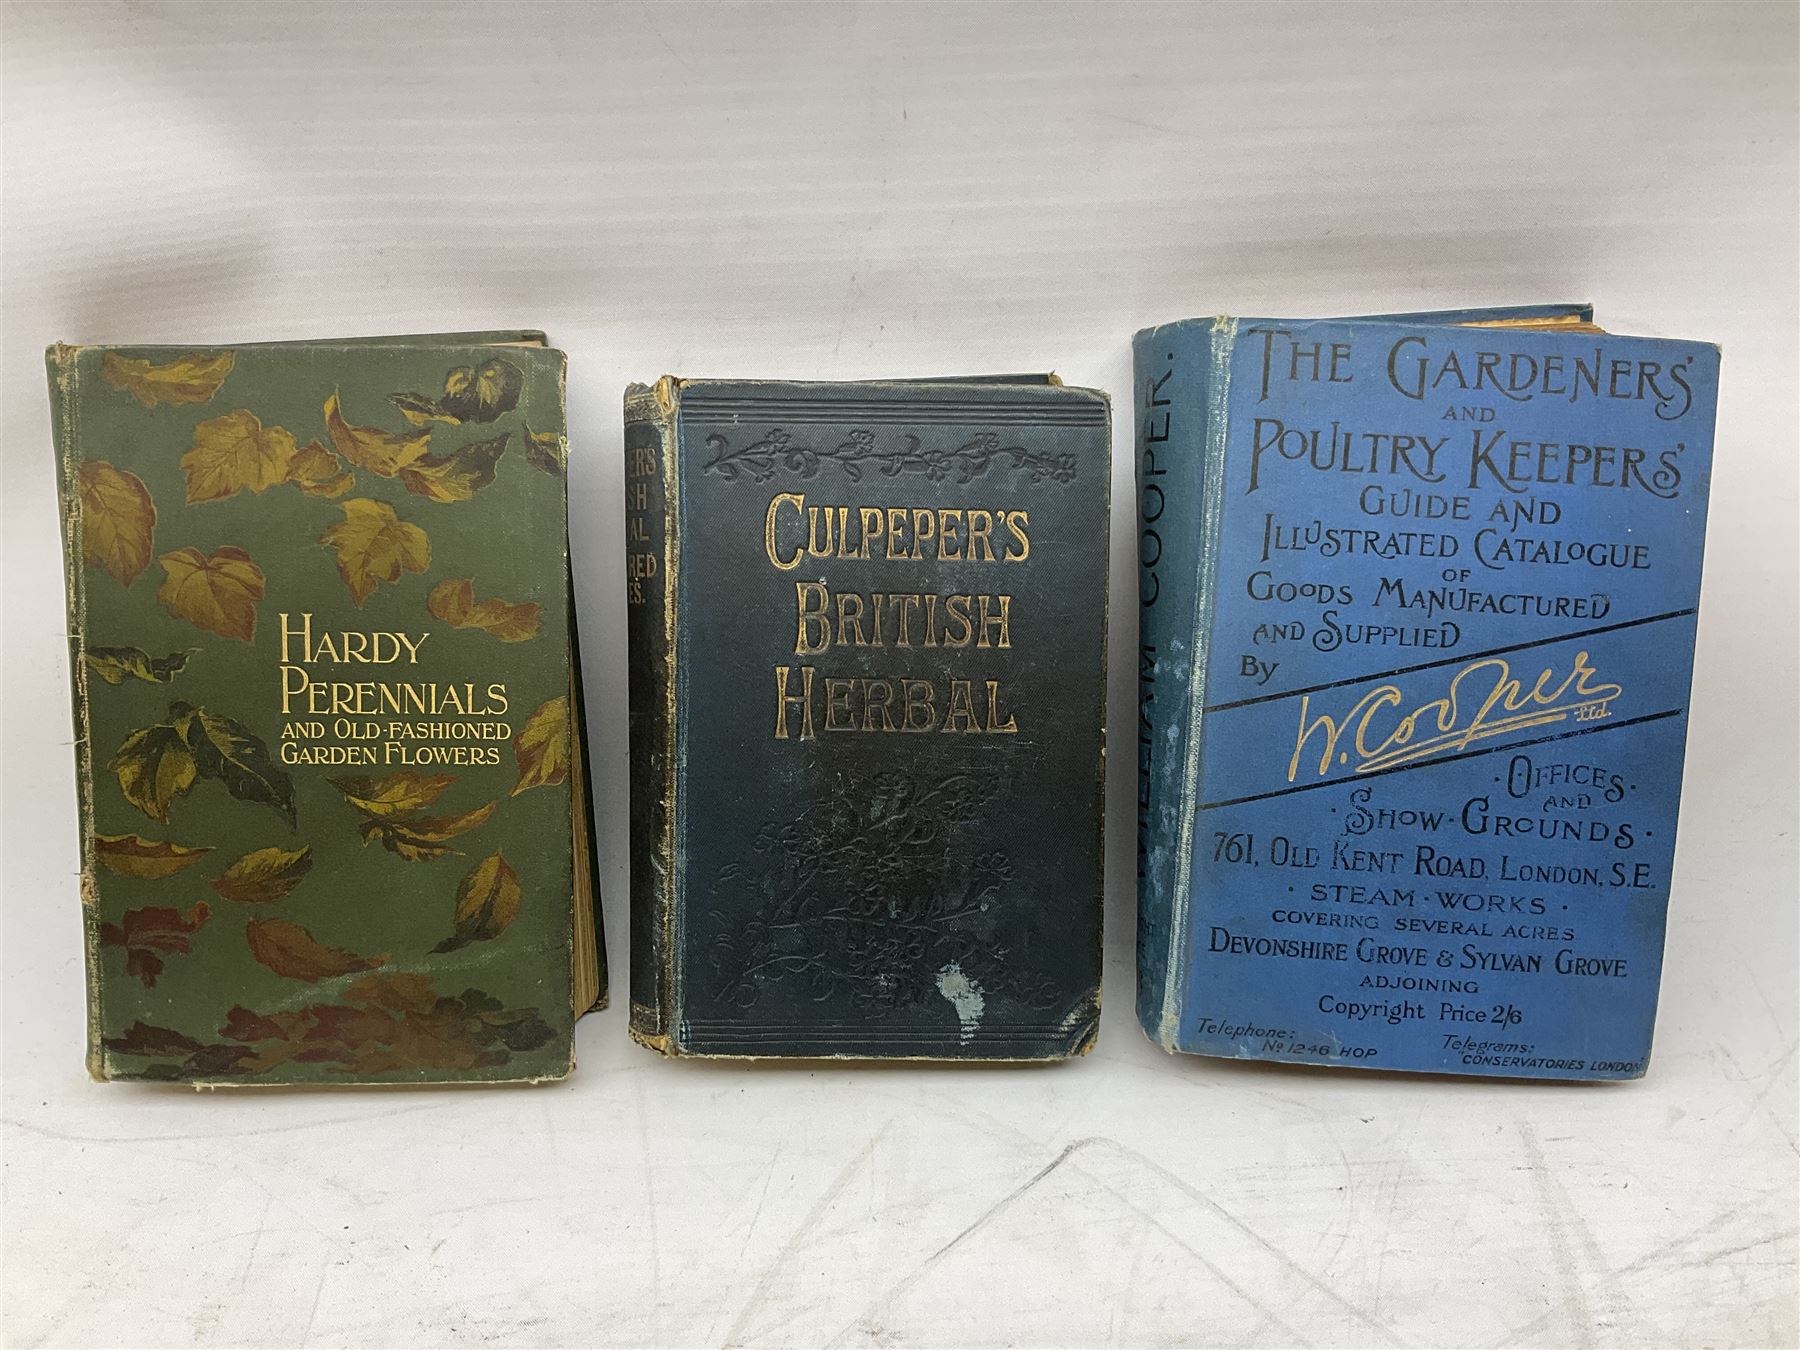 HARDY
PERENNIALS
AND OLD-FASHIONED
GARDEN FLOWERS
CULPEPER'S
BRITISH
HERBAL
WILLIAM COOPER.
THE GARDENERS'
AND
POULTRY KEEPERS'
GUIDE AND
ILLUSTRATED CATALOGUE
OF
GOODS MANUFACTURED
AND SUPPLIED
By
W. Cooper
Ltd.
· OFFICES ·
AND
· SHOW · GROUNDS ·
761, OLD KENT ROAD, LONDON, S.E.
· STEAM · WORKS ·
COVERING SEVERAL ACRES
DEVONSHIRE GROVE & SYLVAN GROVE
ADJOINING
Copyright Price 2/6
Telephone:
No 1246 HOP
Telegrams:
"CONSERVATORIES LONDON